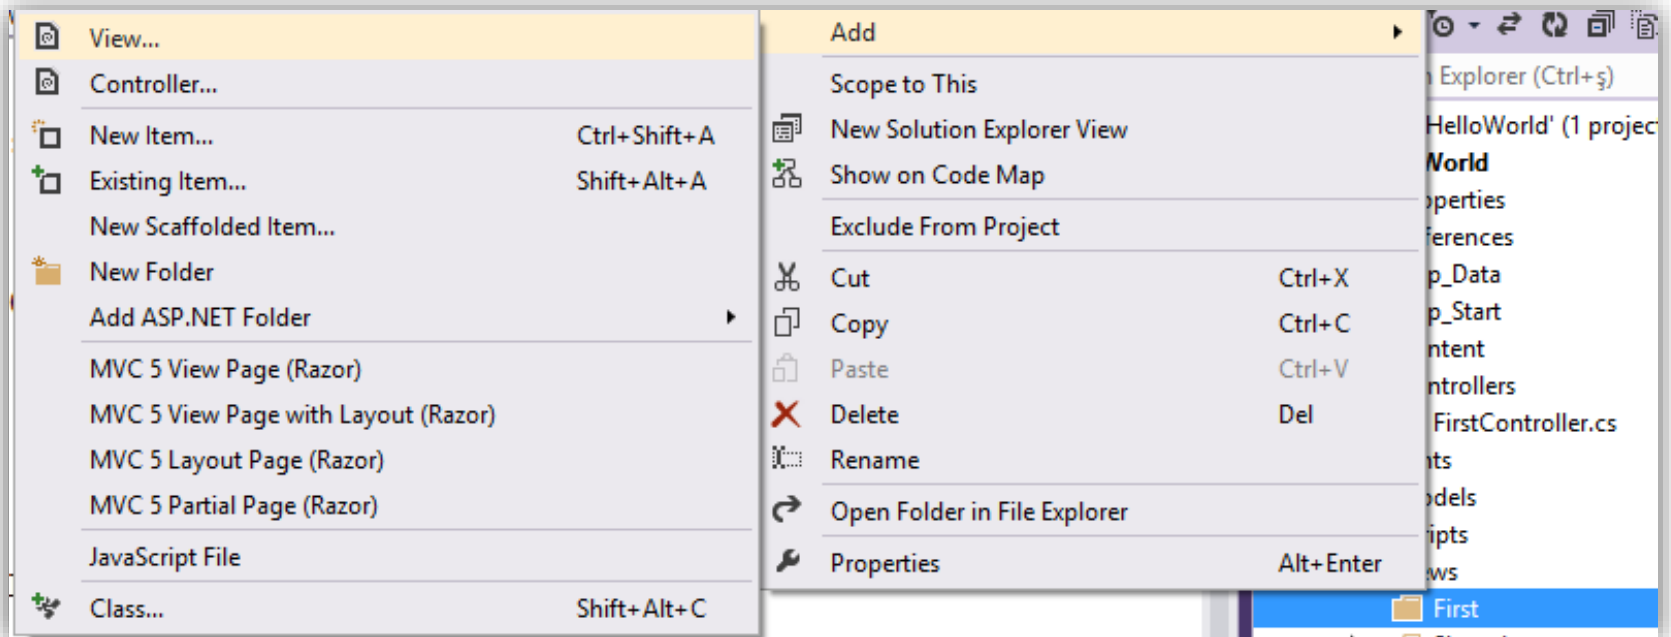 View...
Controller...
New Item... Ctrl+Shift+A
Existing Item... Shift+Alt+A
New Scaffolded Item...
New Folder
Add ASP.NET Folder
MVC 5 View Page (Razor)
MVC 5 View Page with Layout (Razor)
MVC 5 Layout Page (Razor)
MVC 5 Partial Page (Razor)
JavaScript File
Class... Shift+Alt+C
Add
Scope to This
New Solution Explorer View
Show on Code Map
Exclude From Project
Cut Ctrl+X
Copy Ctrl+C
Paste Ctrl+V
Delete Del
Rename
Open Folder in File Explorer
Properties Alt+Enter
Explorer (Ctrl+ş)
HelloWorld' (1 projec
World
perties
ferences
p_Data
p_Start
ntent
ntrollers
FirstController.cs
nts
dels
ipts
ews
First